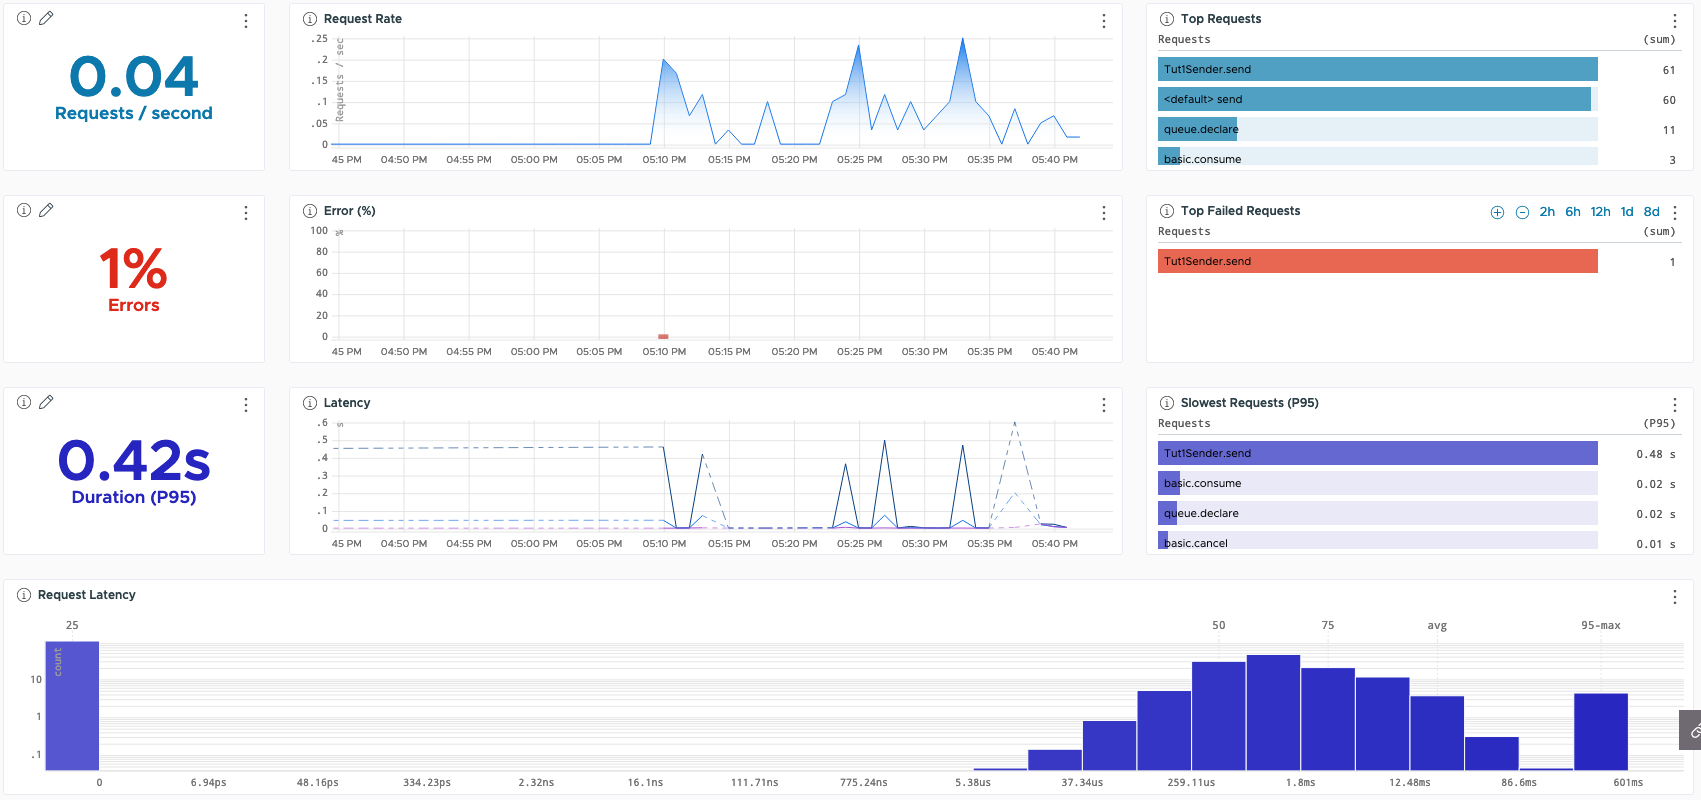 0.04
Requests / second
Request Rate
Requests / sec
.25
.2
.15
.1
.05
0
45 PM 04:50 PM 04:55 PM 05:00 PM 05:05 PM 05:10 PM 05:15 PM 05:20 PM 05:25 PM 05:30 PM 05:35 PM 05:40 PM
Top Requests
Requests (sum)
Tut1Sender.send 61
<default> send 60
queue.declare 11
basic.consume 3
1%
Errors
Error (%)
%
100
80
60
40
20
0
45 PM 04:50 PM 04:55 PM 05:00 PM 05:05 PM 05:10 PM 05:15 PM 05:20 PM 05:25 PM 05:30 PM 05:35 PM 05:40 PM
Top Failed Requests 2h 6h 12h 1d 8d
Requests (sum)
Tut1Sender.send 1
0.42s
Duration (P95)
Latency
s
.6
.5
.4
.3
.2
.1
0
45 PM 04:50 PM 04:55 PM 05:00 PM 05:05 PM 05:10 PM 05:15 PM 05:20 PM 05:25 PM 05:30 PM 05:35 PM 05:40 PM
Slowest Requests (P95)
Requests (P95)
Tut1Sender.send 0.48 s
basic.consume 0.02 s
queue.declare 0.02 s
basic.cancel 0.01 s
Request Latency
25 50 75 avg 95-max
count
10
1
.1
0 6.94ps 48.16ps 334.23ps 2.32ns 16.1ns 111.71ns 775.24ns 5.38us 37.34us 259.11us 1.8ms 12.48ms 86.6ms 601ms